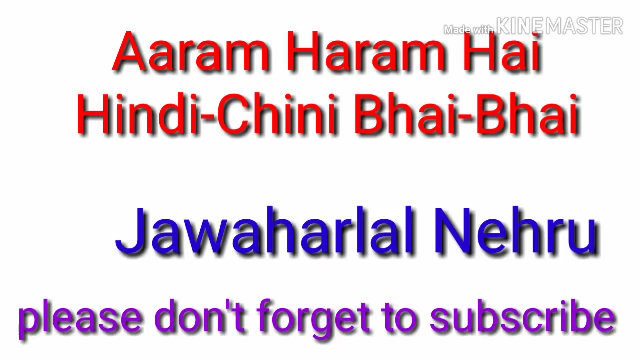 Made with KINEMASTER
Aaram Haram Hai
Hindi-Chini Bhai-Bhai
Jawaharlal Nehru
please don't forget to subscribe